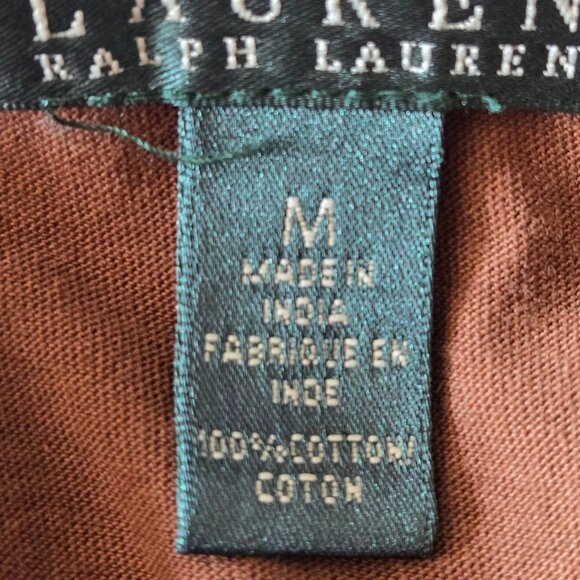 LAUREN
RALPH LAUREN
M
MADE IN
INDIA
FABRIQUE EN
INDE
100% COTTON/
COTON